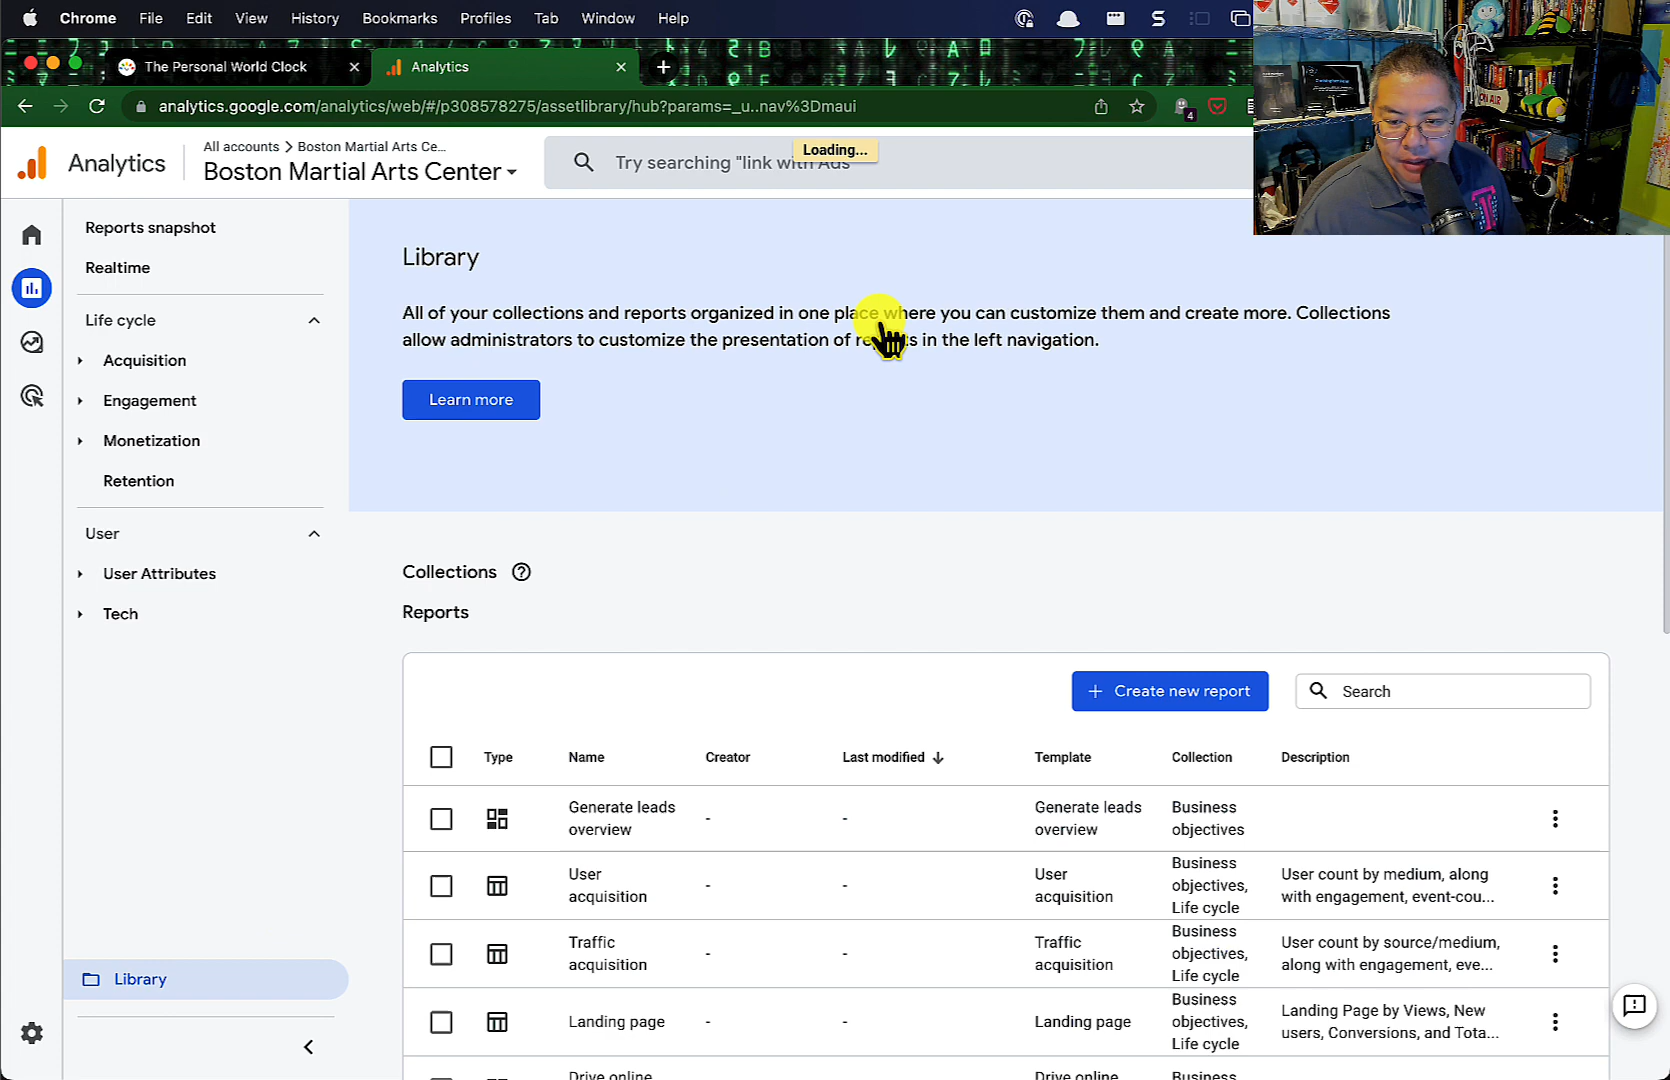 Chrome File Edit View History Bookmarks Profiles Tab Window Help
The Personal World Clock
Analytics
analytics.google.com/analytics/web/#/p308578275/assetlibrary/hub?params=_u..nav%3Dmaui
4
Analytics
All accounts > Boston Martial Arts Ce...
Boston Martial Arts Center
Try searching "link with Ads"
Loading...
ON AIR
Reports snapshot
Realtime
Life cycle
Acquisition
Engagement
Monetization
Retention
User
User Attributes
Tech
Library
Library
All of your collections and reports organized in one place where you can customize them and create more. Collections
allow administrators to customize the presentation of reports in the left navigation.
Learn more
Collections
Reports
+ Create new report
Search
Type Name Creator Last modified Template Collection Description
Generate leads overview - - Generate leads overview Business objectives
User acquisition - - User acquisition Business objectives, Life cycle User count by medium, along with engagement, event-cou...
Traffic acquisition - - Traffic acquisition Business objectives, Life cycle User count by source/medium, along with engagement, eve...
Landing page - - Landing page Business objectives, Life cycle Landing Page by Views, New users, Conversions, and Tota...
Drive online Drive online Business